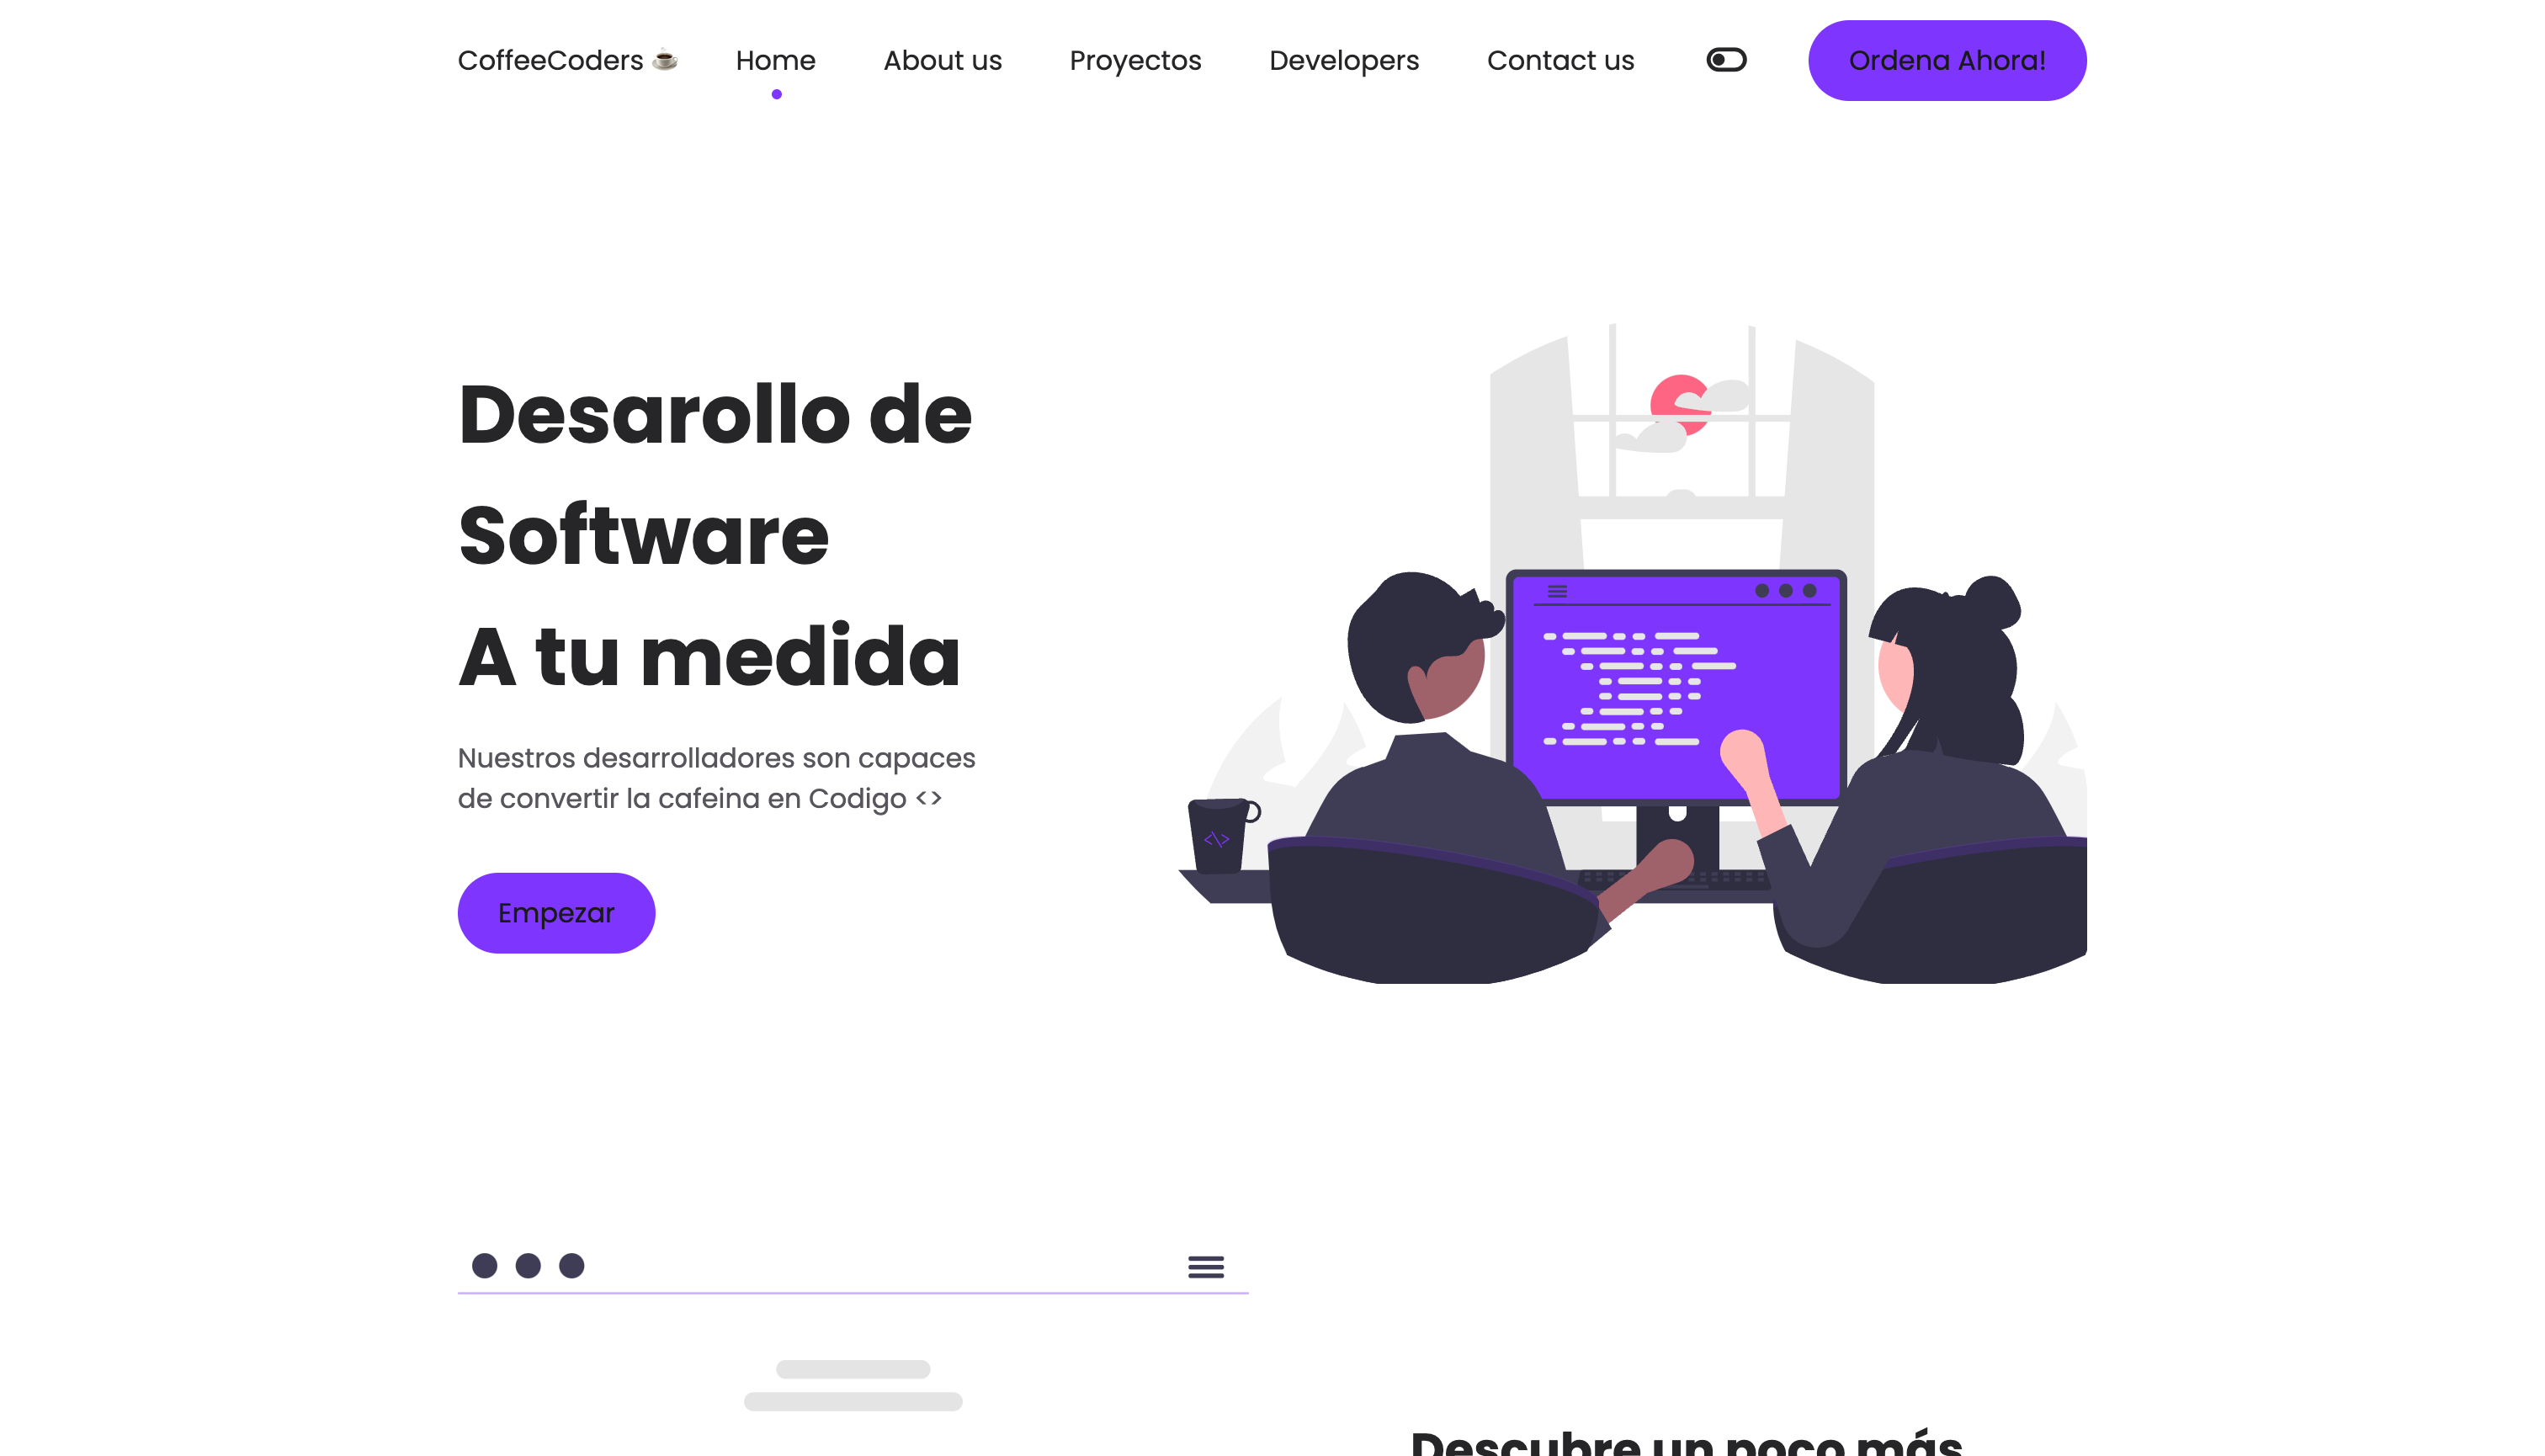 CoffeeCoders ☕ Home About us Proyectos Developers Contact us Ordena Ahora!
Desarollo de
Software
A tu medida
Nuestros desarrolladores son capaces
de convertir la cafeina en Codigo <>
Empezar
<\>
Descubre un poco más